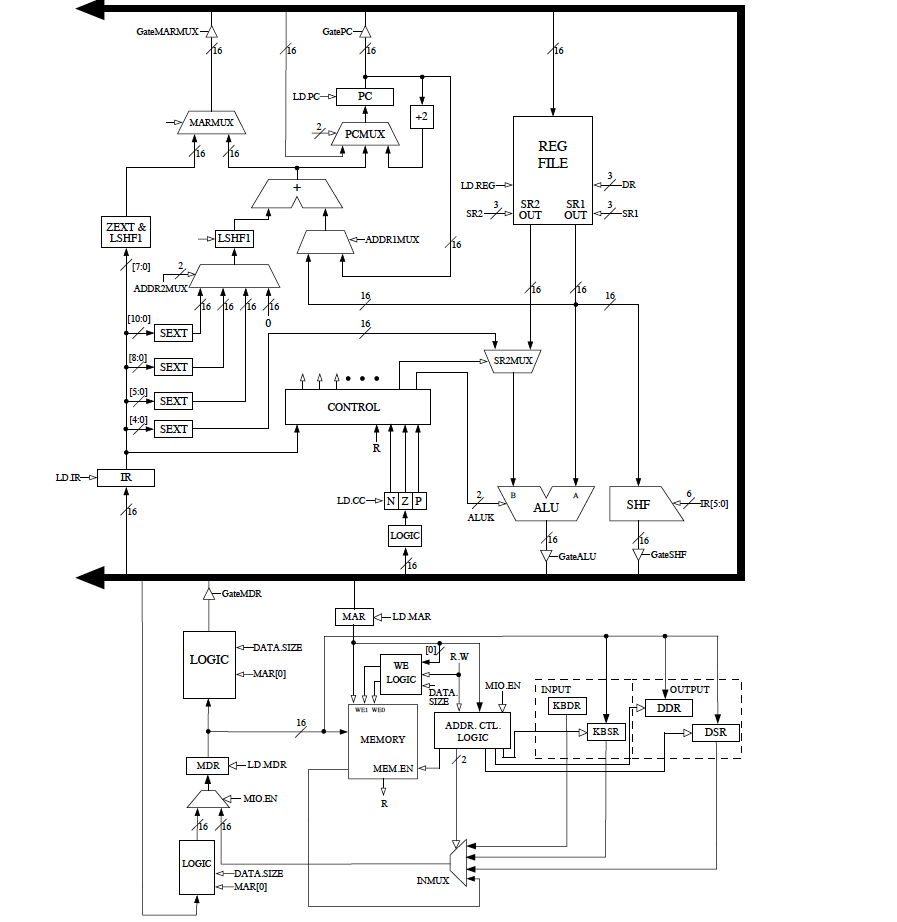 GateMARMUX
GatePC
16
16
16
16
LD.PC
PC
+2
2
PCMUX
MARMUX
16
16
REG
FILE
+
LD.REG
3
DR
SR2
3
SR2
OUT
SR1
OUT
3
SR1
ZEXT &
LSHF1
LSHF1
ADDR1MUX
16
[7:0]
2
ADDR2MUX
16
16
16
16
0
16
16
16
16
[10:0]
SEXT
16
[8:0]
SEXT
SR2MUX
[5:0]
SEXT
[4:0]
SEXT
CONTROL
R
LD.IR
IR
LD.CC
N
Z
P
2
ALUK
B
A
ALU
SHF
6
IR[5:0]
16
LOGIC
16
16
16
GateALU
GateSHF
GateMDR
MAR
LD.MAR
LOGIC
DATA.SIZE
MAR[0]
[0]
WE
LOGIC
R.W
DATA.
SIZE
MIO.EN
INPUT
OUTPUT
KBDR
DDR
WE1 WE0
16
MEMORY
ADDR. CTL.
LOGIC
KBSR
DSR
MDR
LD.MDR
MEM.EN
2
MIO.EN
R
16
16
LOGIC
DATA.SIZE
MAR[0]
INMUX